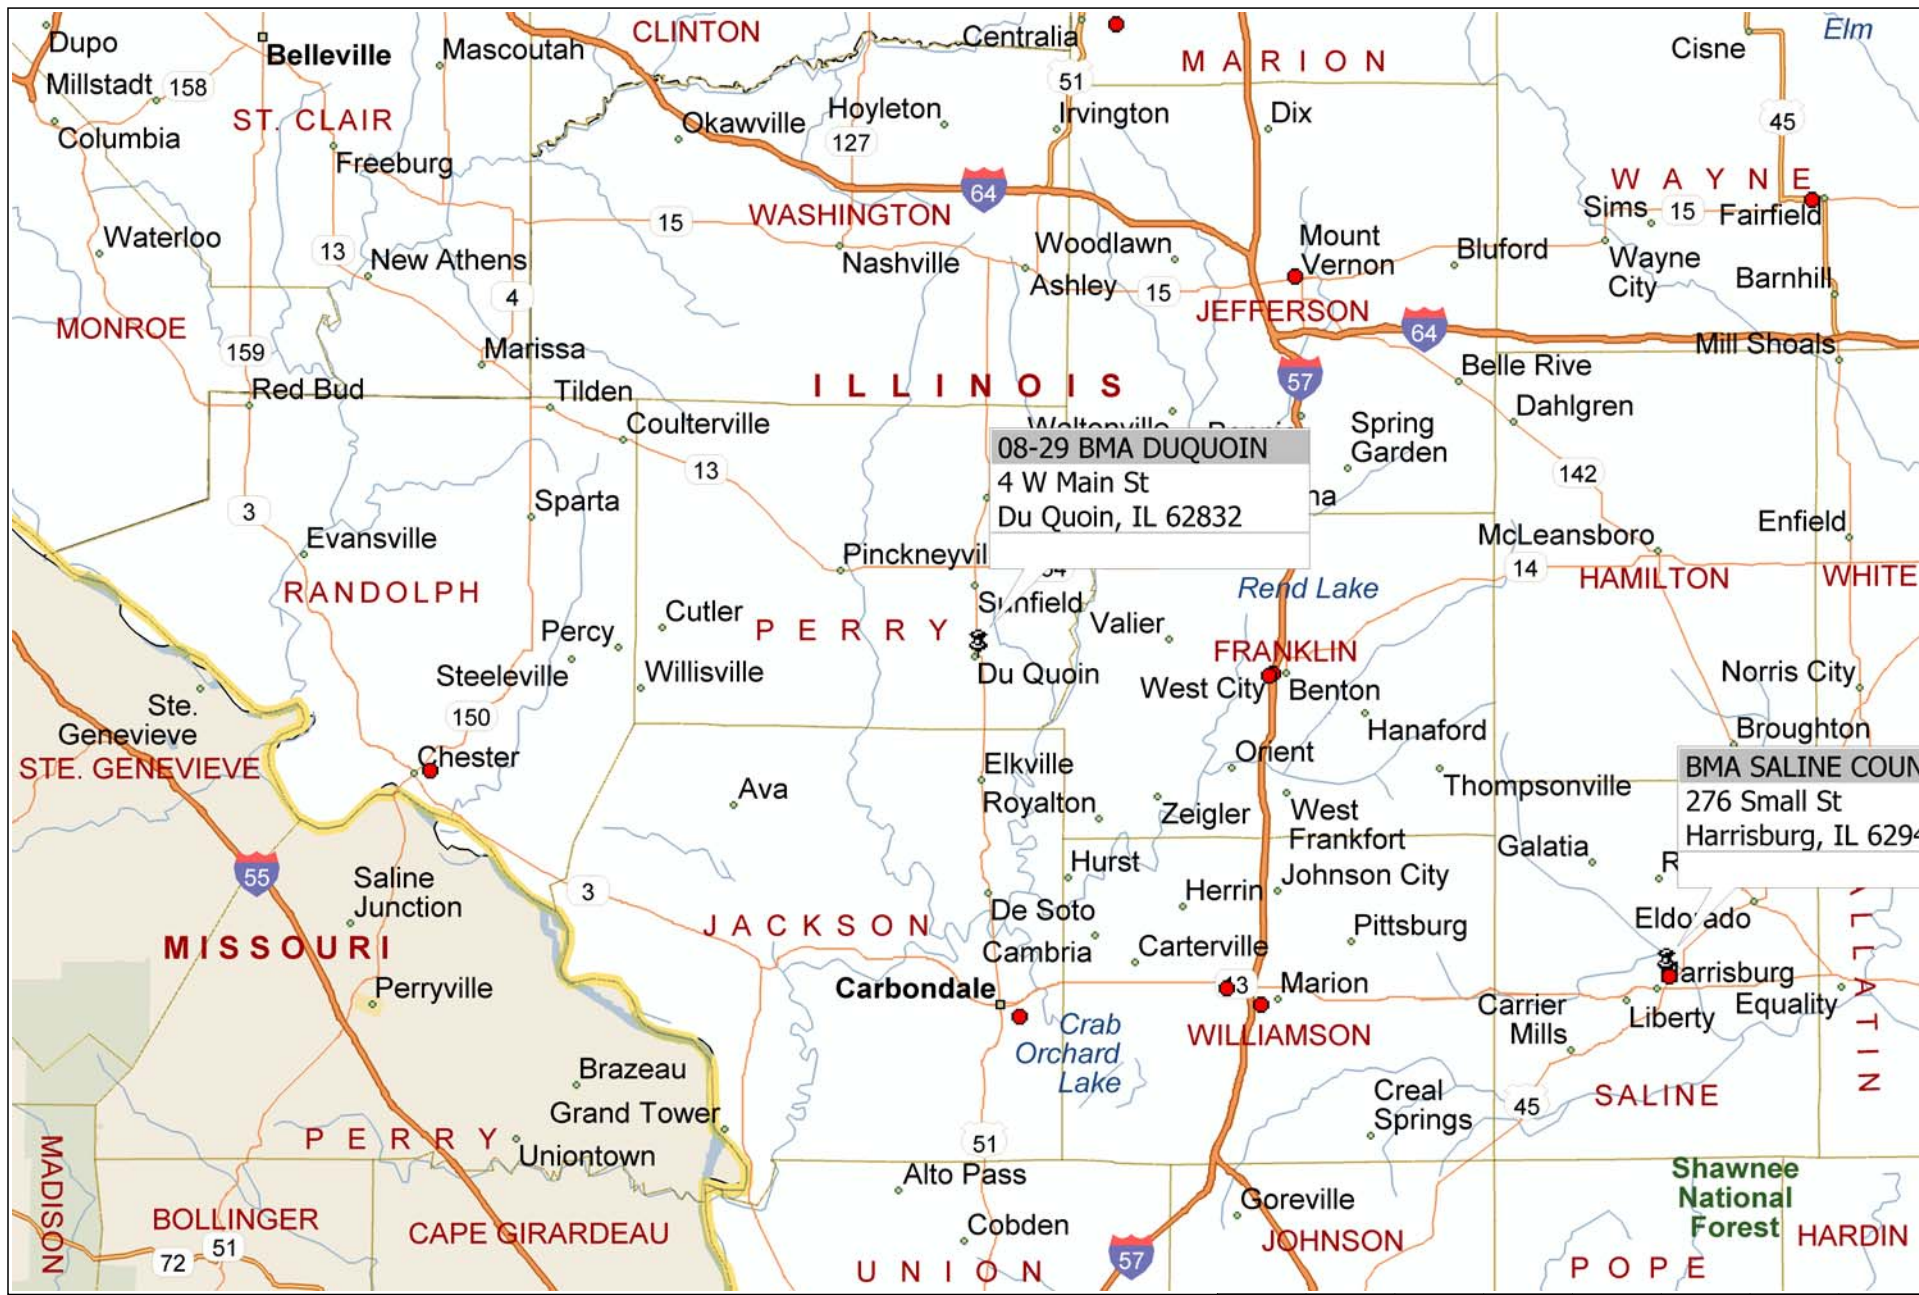 Dupo
Belleville
Mascoutah
CLINTON
Centralia
MARION
Cisne
Elm
Millstadt
158
51
45
Columbia
ST. CLAIR
Freeburg
Okawville
Hoyleton
127
Irvington
Dix
64
WAYNE
Sims
15
Fairfield
Waterloo
13
New Athens
15
WASHINGTON
Nashville
Woodlawn
Ashley
15
Mount
Vernon
Bluford
Wayne
City
Barnhill
4
JEFFERSON
64
MONROE
159
Marissa
Mill Shoals
57
Belle Rive
Red Bud
Tilden
ILLINOIS
Dahlgren
Coulterville
Waltonville
Spring
Garden
13
08-29 BMA DUQUOIN
4 W Main St
Du Quoin, IL 62832
142
3
Sparta
na
McLeansboro
Enfield
Evansville
Pinckneyvil
14
HAMILTON
WHITE
RANDOLPH
Rend Lake
Cutler
PERRY
Sunfield
Valier
Percy
FRANKLIN
Steeleville
Willisville
Du Quoin
West City
Benton
Norris City
Ste.
Genevieve
150
Hanaford
Broughton
STE. GENEVIEVE
Chester
Elkville
Orient
BMA SALINE COUN
276 Small St
Harrisburg, IL 6294
Ava
Royalton
Zeigler
West
Frankfort
Thompsonville
Galatia
R
55
Saline
Junction
3
Hurst
Herrin
Johnson City
De Soto
JACKSON
Cambria
Carterville
Pittsburg
Eldorado
MISSOURI
Perryville
Carbondale
13
Marion
Harrisburg
Carrier
Mills
Liberty
Equality
ALLATIN
Crab
Orchard
Lake
WILLIAMSON
Brazeau
Grand Tower
Creal
Springs
45
SALINE
MADISON
PERRY
Uniontown
51
Alto Pass
Shawnee
National
Forest
Goreville
BOLLINGER
CAPE GIRARDEAU
Cobden
JOHNSON
HARDIN
72
51
UNION
57
POPE